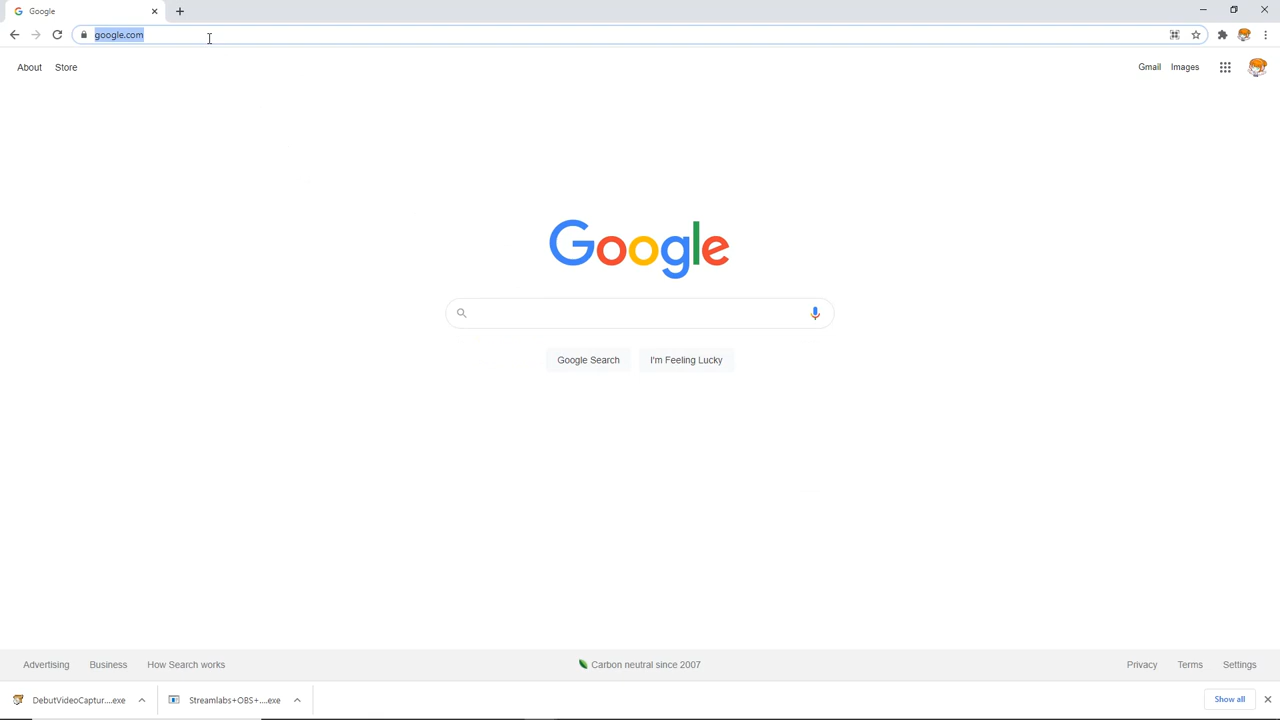 Google
google.com
About Store
Gmail Images
Google
Google Search I'm Feeling Lucky
Advertising Business How Search works
Carbon neutral since 2007
Privacy Terms Settings
DebutVideoCaptur....exe Streamlabs+OBS+....exe
Show all